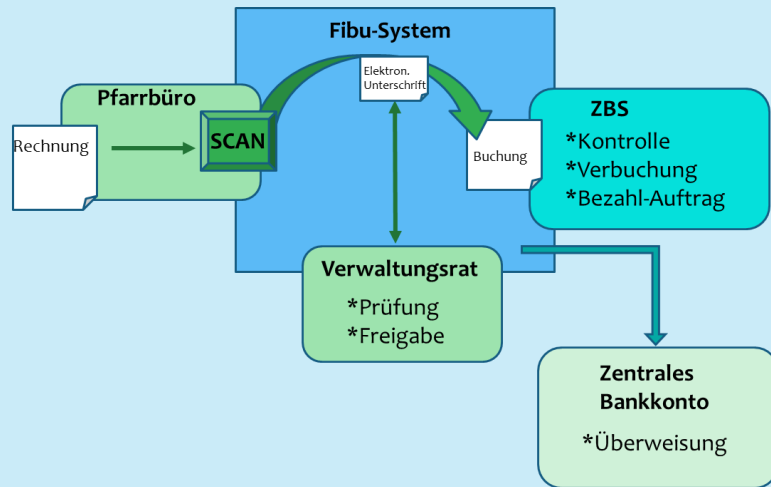 Fibu-System
Elektron.
Unterschrift
Pfarrbüro
Rechnung
SCAN
Buchung
ZBS
*Kontrolle
*Verbuchung
*Bezahl-Auftrag
Verwaltungsrat
*Prüfung
*Freigabe
Zentrales
Bankkonto
*Überweisung